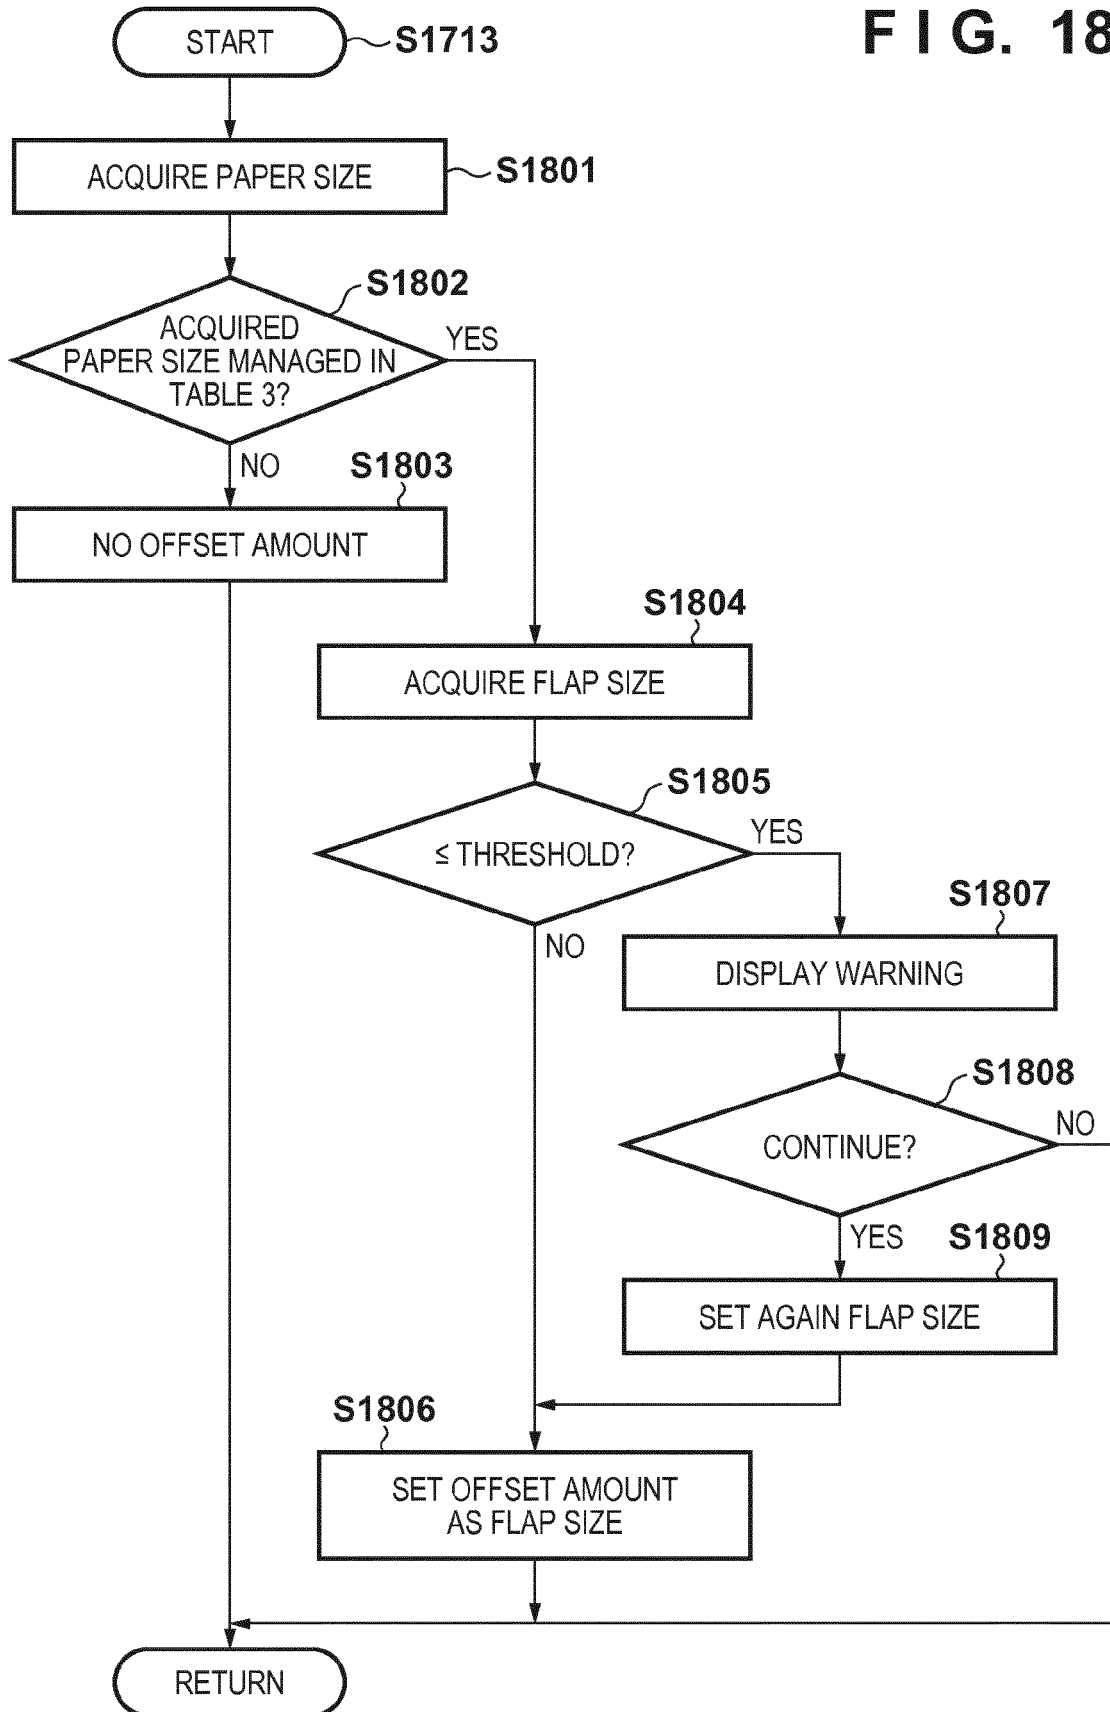 F I G. 18
START
S1713
ACQUIRE PAPER SIZE
S1801
S1802
ACQUIRED
PAPER SIZE MANAGED IN
TABLE 3?
YES
NO
S1803
NO OFFSET AMOUNT
S1804
ACQUIRE FLAP SIZE
S1805
≤ THRESHOLD?
YES
NO
S1807
DISPLAY WARNING
S1808
CONTINUE?
NO
YES
S1809
SET AGAIN FLAP SIZE
S1806
SET OFFSET AMOUNT
AS FLAP SIZE
RETURN